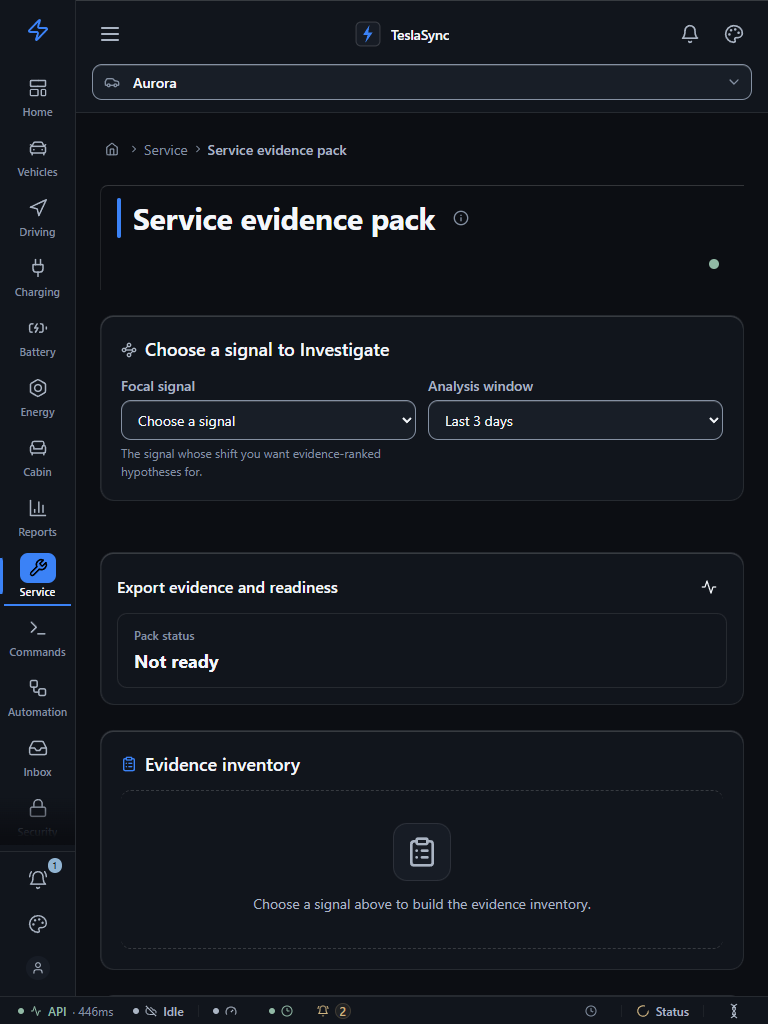 TeslaSync
Aurora
Home
Vehicles
Driving
Charging
Battery
Energy
Cabin
Reports
Service
Commands
Automation
Inbox
Security
1
Service
Service evidence pack
Service evidence pack
Choose a signal to Investigate
Focal signal
Analysis window
Choose a signal
Last 3 days
The signal whose shift you want evidence-ranked
hypotheses for.
Export evidence and readiness
Pack status
Not ready
Evidence inventory
Choose a signal above to build the evidence inventory.
API · 446ms
Idle
2
Status